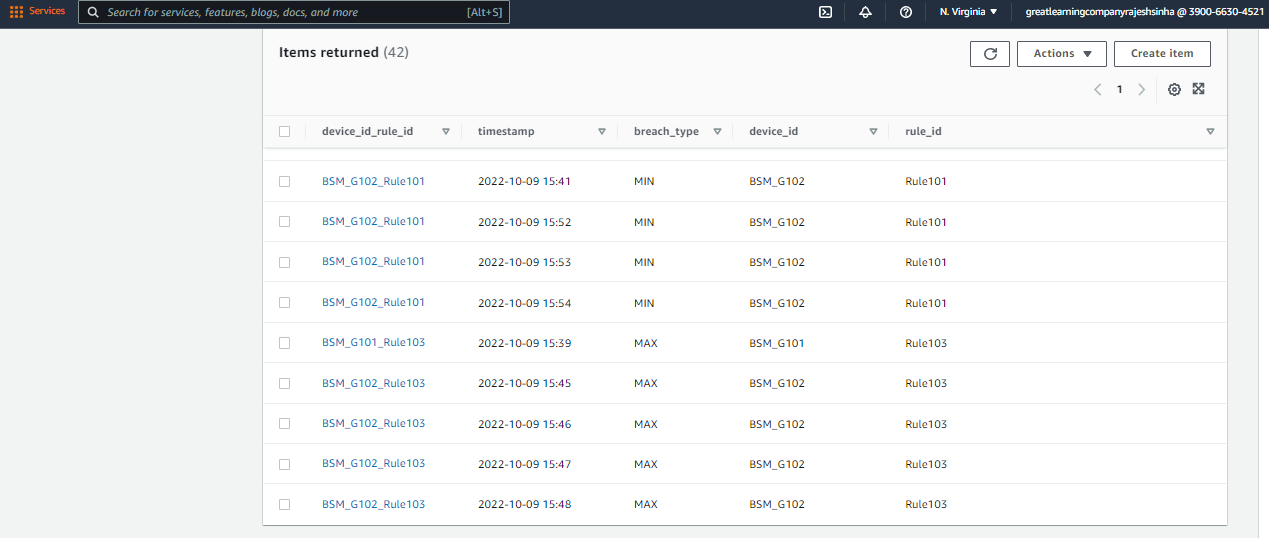 Services Search for services, features, blogs, docs, and more [Alt+S] N. Virginia greatlearningcompanyrajeshsinha @ 3900-6630-4521
Items returned (42) Actions Create item
1
device_id_rule_id timestamp breach_type device_id rule_id
BSM_G102_Rule101 2022-10-09 15:41 MIN BSM_G102 Rule101
BSM_G102_Rule101 2022-10-09 15:52 MIN BSM_G102 Rule101
BSM_G102_Rule101 2022-10-09 15:53 MIN BSM_G102 Rule101
BSM_G102_Rule101 2022-10-09 15:54 MIN BSM_G102 Rule101
BSM_G101_Rule103 2022-10-09 15:39 MAX BSM_G101 Rule103
BSM_G102_Rule103 2022-10-09 15:45 MAX BSM_G102 Rule103
BSM_G102_Rule103 2022-10-09 15:46 MAX BSM_G102 Rule103
BSM_G102_Rule103 2022-10-09 15:47 MAX BSM_G102 Rule103
BSM_G102_Rule103 2022-10-09 15:48 MAX BSM_G102 Rule103